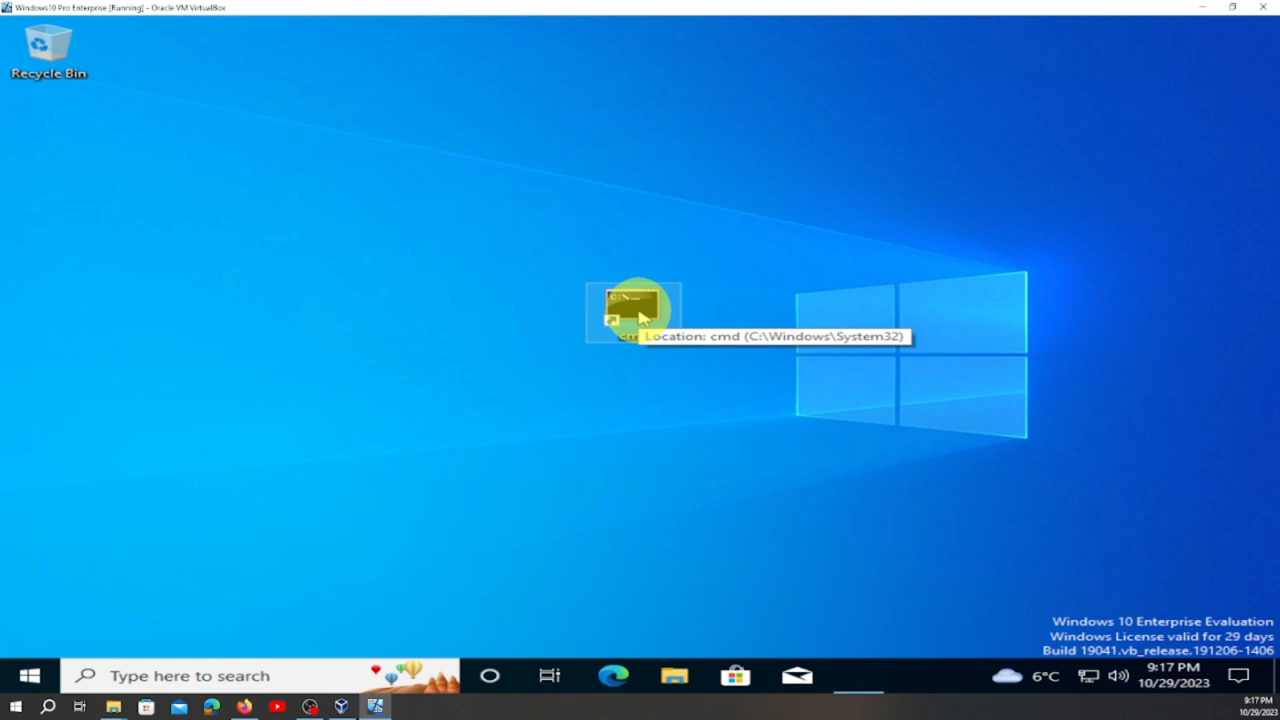 Windows10 Pro Enterprise [Running] - Oracle VM VirtualBox
Recycle Bin
C:\
Location: cmd (C:\Windows\System32)
Windows 10 Enterprise Evaluation
Windows License valid for 29 days
Build 19041.vb_release.191206-1406
Type here to search
6°C
9:17 PM
10/29/2023
9:17 PM
10/29/2023